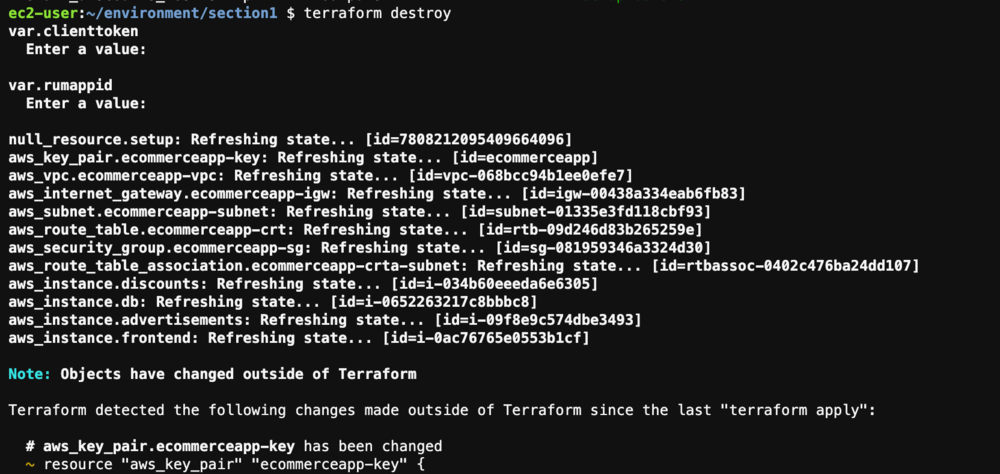 ec2-user:~/environment/section1 $ terraform destroy
var.clienttoken
  Enter a value:

var.rumappid
  Enter a value:

null_resource.setup: Refreshing state... [id=7808212095409664096]
aws_key_pair.ecommerceapp-key: Refreshing state... [id=ecommerceapp]
aws_vpc.ecommerceapp-vpc: Refreshing state... [id=vpc-068bcc94b1ee0efe7]
aws_internet_gateway.ecommerceapp-igw: Refreshing state... [id=igw-00438a334eab6fb83]
aws_subnet.ecommerceapp-subnet: Refreshing state... [id=subnet-01335e3fd118cbf93]
aws_route_table.ecommerceapp-crt: Refreshing state... [id=rtb-09d246d83b265259e]
aws_security_group.ecommerceapp-sg: Refreshing state... [id=sg-081959346a3324d30]
aws_route_table_association.ecommerceapp-crta-subnet: Refreshing state... [id=rtbassoc-0402c476ba24dd107]
aws_instance.discounts: Refreshing state... [id=i-034b60eeeda6e6305]
aws_instance.db: Refreshing state... [id=i-0652263217c8bbbc8]
aws_instance.advertisements: Refreshing state... [id=i-09f8e9c574dbe3493]
aws_instance.frontend: Refreshing state... [id=i-0ac76765e0553b1cf]

Note: Objects have changed outside of Terraform

Terraform detected the following changes made outside of Terraform since the last "terraform apply":

  # aws_key_pair.ecommerceapp-key has been changed
  ~ resource "aws_key_pair" "ecommerceapp-key" {